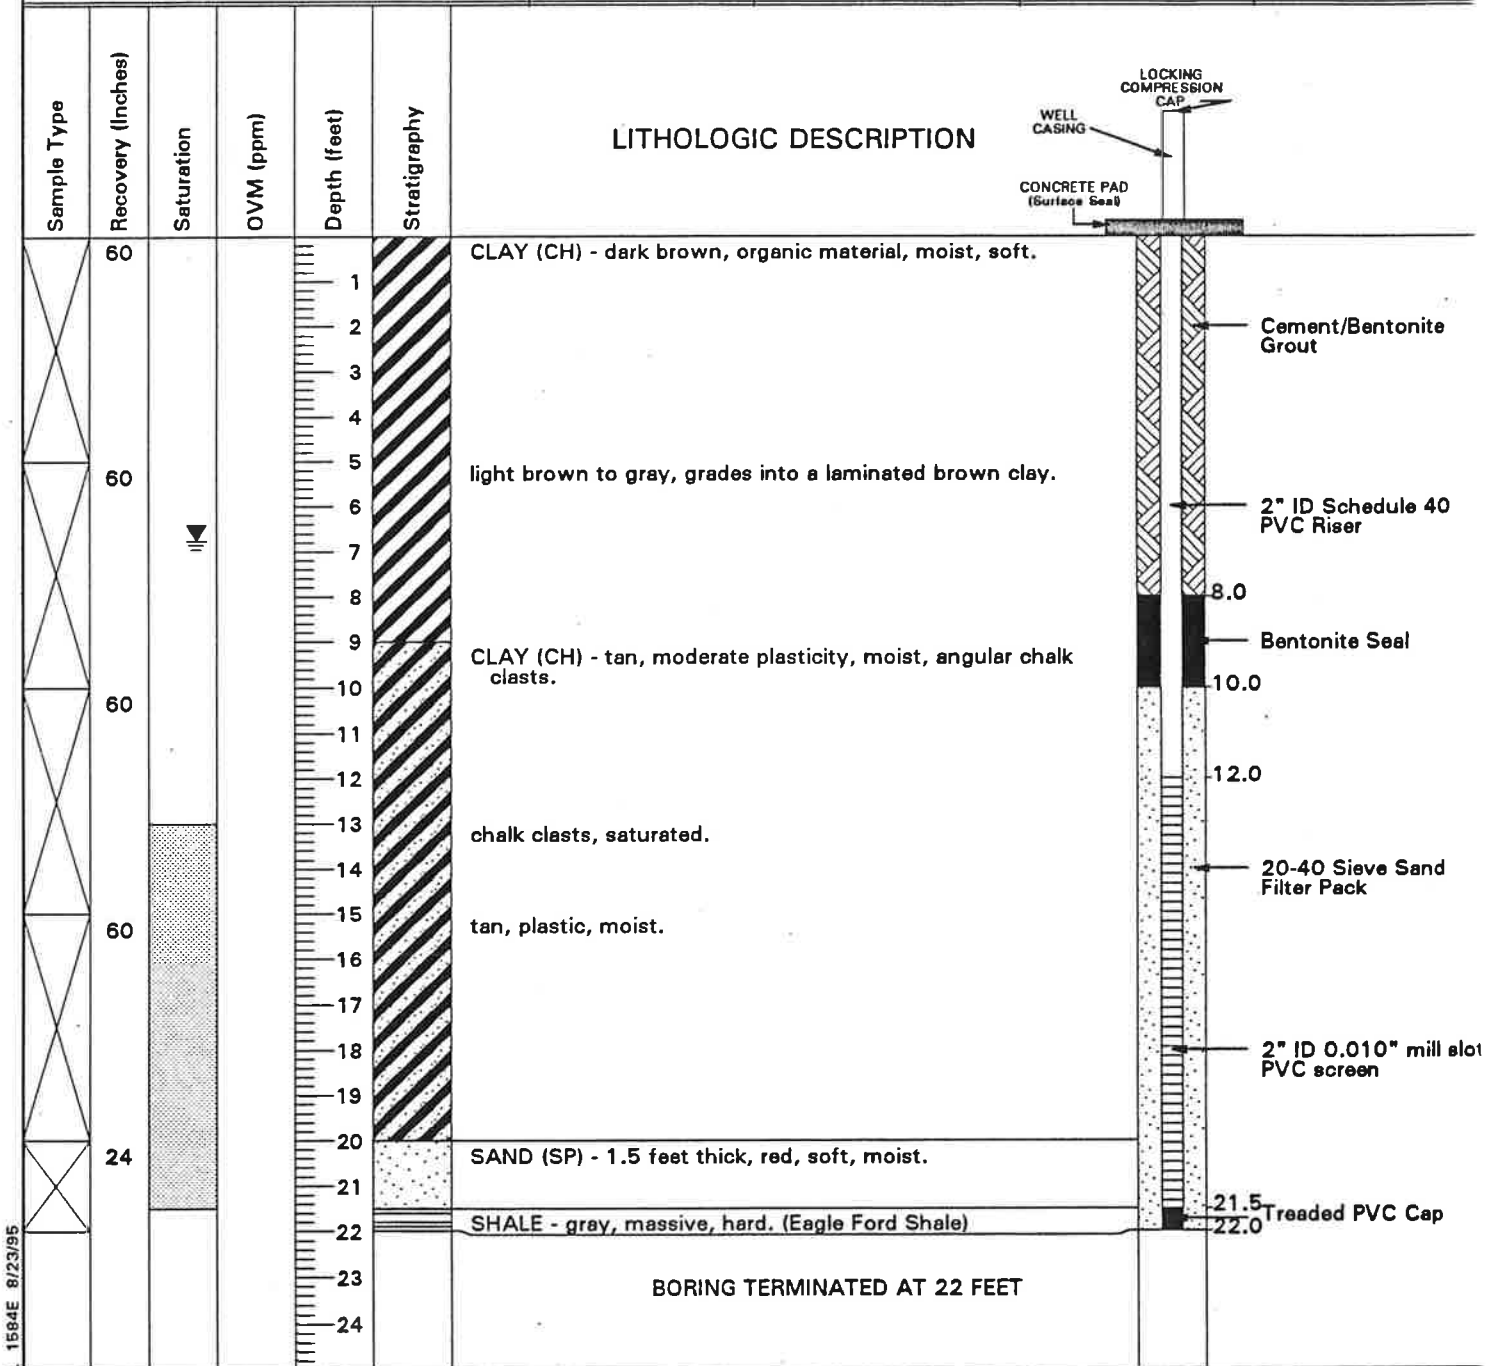 Sample Type
Recovery (Inches)
Saturation
OVM (ppm)
Depth (feet)
Stratigraphy
LITHOLOGIC DESCRIPTION
LOCKING
COMPRESSION
CAP
WELL
CASING
CONCRETE PAD
(Surface Seal)
60
CLAY (CH) - dark brown, organic material, moist, soft.
1
2
Cement/Bentonite
Grout
3
4
5
60
light brown to gray, grades into a laminated brown clay.
6
2" ID Schedule 40
PVC Riser
7
8
8.0
9
Bentonite Seal
CLAY (CH) - tan, moderate plasticity, moist, angular chalk
clasts.
10
10.0
60
11
12
12.0
13
chalk clasts, saturated.
14
20-40 Sieve Sand
Filter Pack
15
60
tan, plastic, moist.
16
17
18
2" ID 0.010" mill slot
PVC screen
19
20
24
SAND (SP) - 1.5 feet thick, red, soft, moist.
21
21.5
Treaded PVC Cap
SHALE - gray, massive, hard. (Eagle Ford Shale)
22
22.0
23
BORING TERMINATED AT 22 FEET
24
1584E 8/23/95